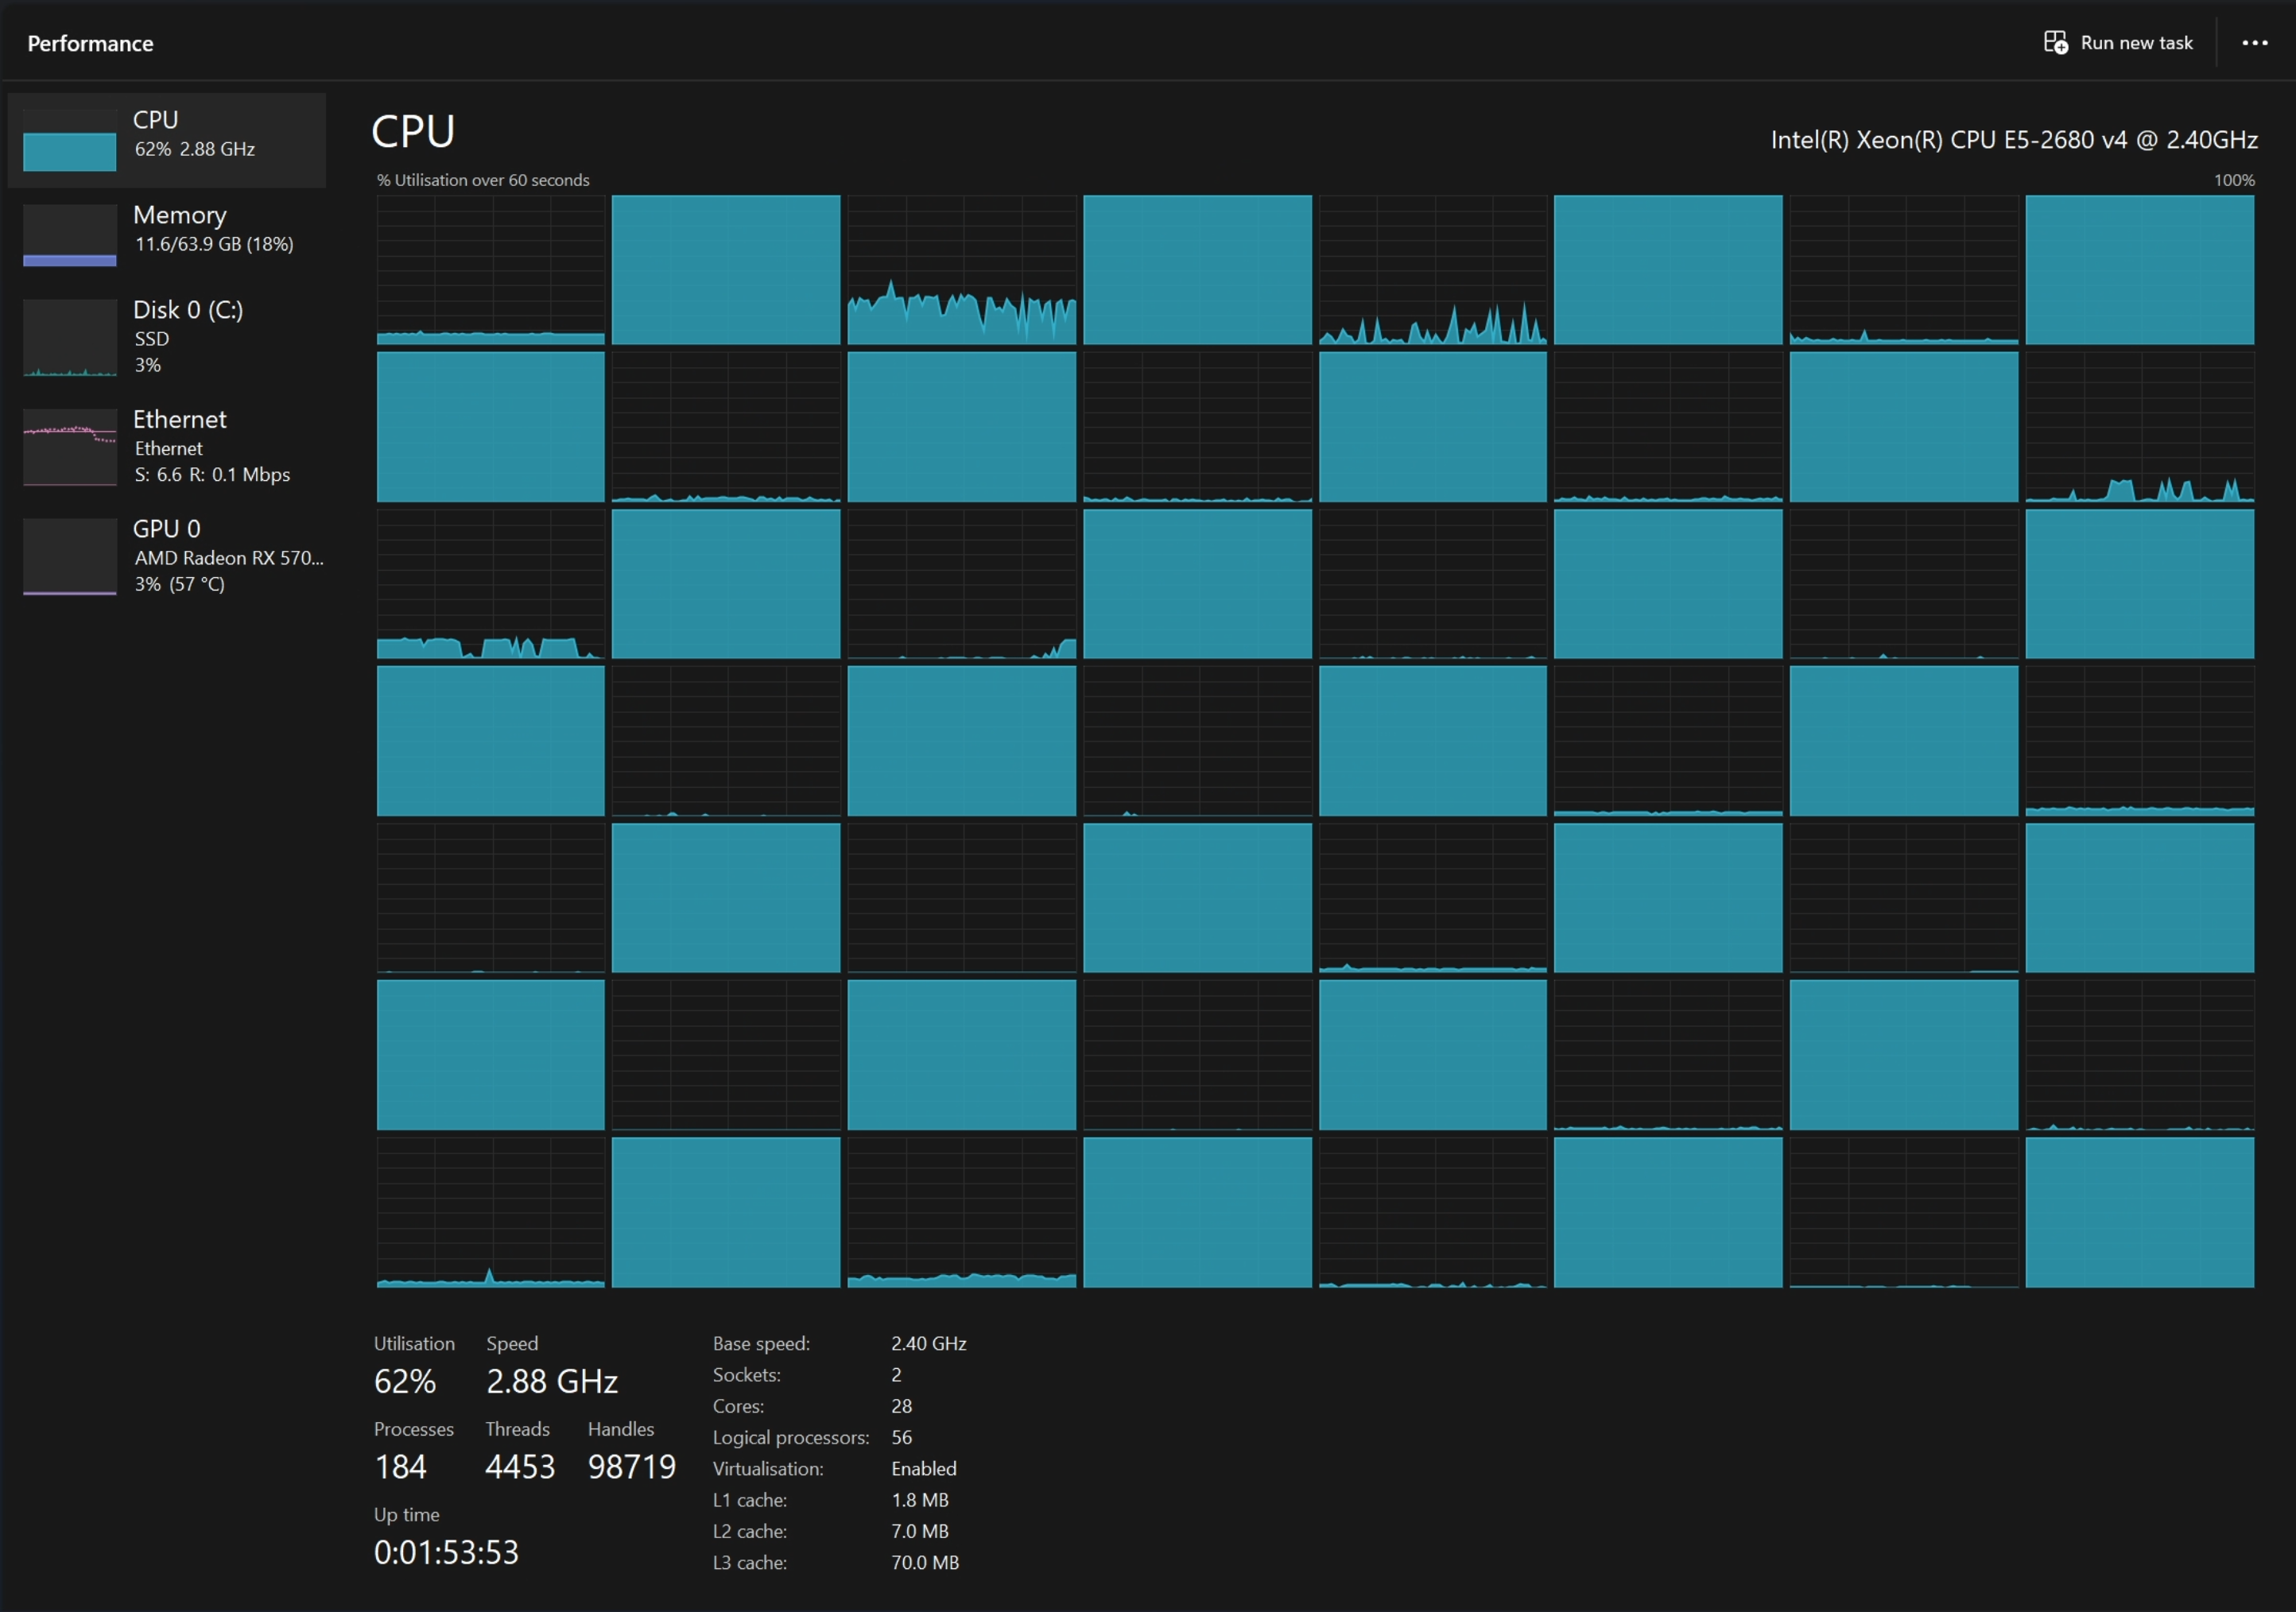 Performance
Run new task
CPU
62% 2.88 GHz
Memory
11.6/63.9 GB (18%)
Disk 0 (C:)
SSD
3%
Ethernet
Ethernet
S: 6.6 R: 0.1 Mbps
GPU 0
AMD Radeon RX 570...
3% (57 °C)
CPU
Intel(R) Xeon(R) CPU E5-2680 v4 @ 2.40GHz
% Utilisation over 60 seconds
100%
Utilisation
62%
Speed
2.88 GHz
Processes
184
Threads
4453
Handles
98719
Up time
0:01:53:53
Base speed: 2.40 GHz
Sockets: 2
Cores: 28
Logical processors: 56
Virtualisation: Enabled
L1 cache: 1.8 MB
L2 cache: 7.0 MB
L3 cache: 70.0 MB